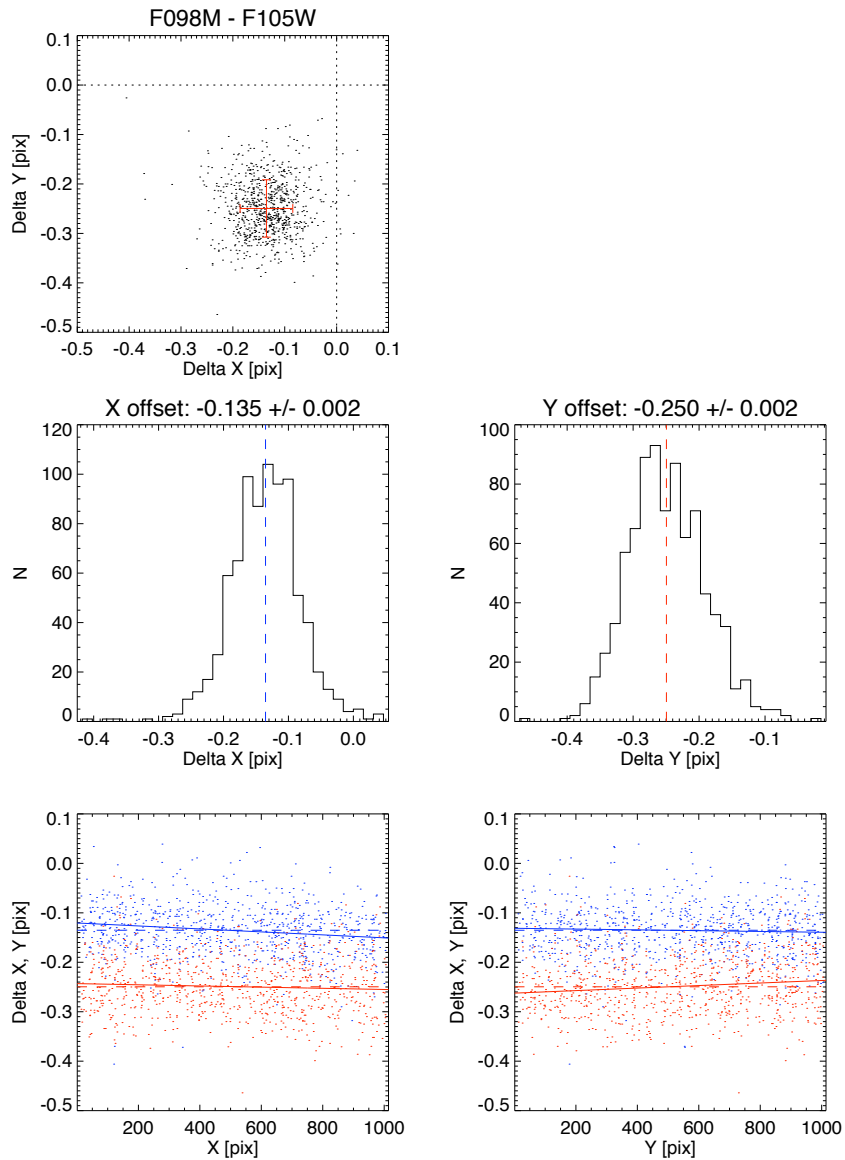 F098M - F105W
0.1
0.0
-0.1
-0.2
-0.3
-0.4
-0.5
Delta Y [pix]
-0.5 -0.4 -0.3 -0.2 -0.1 0.0 0.1
Delta X [pix]
X offset: -0.135 +/- 0.002
120
100
80
60
40
20
0
N
-0.4 -0.3 -0.2 -0.1 0.0
Delta X [pix]
Y offset: -0.250 +/- 0.002
100
80
60
40
20
0
N
-0.4 -0.3 -0.2 -0.1
Delta Y [pix]
0.1
0.0
-0.1
-0.2
-0.3
-0.4
-0.5
Delta X, Y [pix]
200 400 600 800 1000
X [pix]
0.1
0.0
-0.1
-0.2
-0.3
-0.4
-0.5
Delta X, Y [pix]
200 400 600 800 1000
Y [pix]